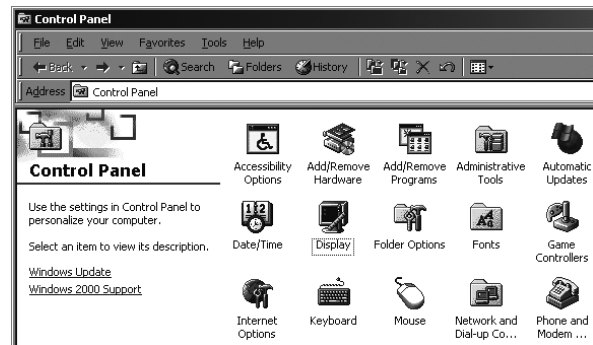 Control Panel
File Edit View Favorites Tools Help
Back Search Folders History
Address Control Panel
Control Panel
Use the settings in Control Panel to
personalize your computer.
Select an item to view its description.
Windows Update
Windows 2000 Support
Accessibility
Options
Add/Remove
Hardware
Add/Remove
Programs
Administrative
Tools
Automatic
Updates
12
Date/Time
Display
Folder Options
Fonts
Game
Controllers
Internet
Options
Keyboard
Mouse
Network and
Dial-up Co...
Phone and
Modem ...